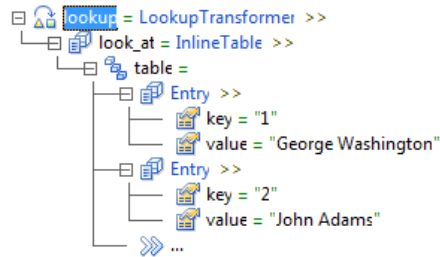 lookup = LookupTransformer >>
look_at = InlineTable >>
table =
Entry >>
key = "1"
value = "George Washington"
Entry >>
key = "2"
value = "John Adams"
...